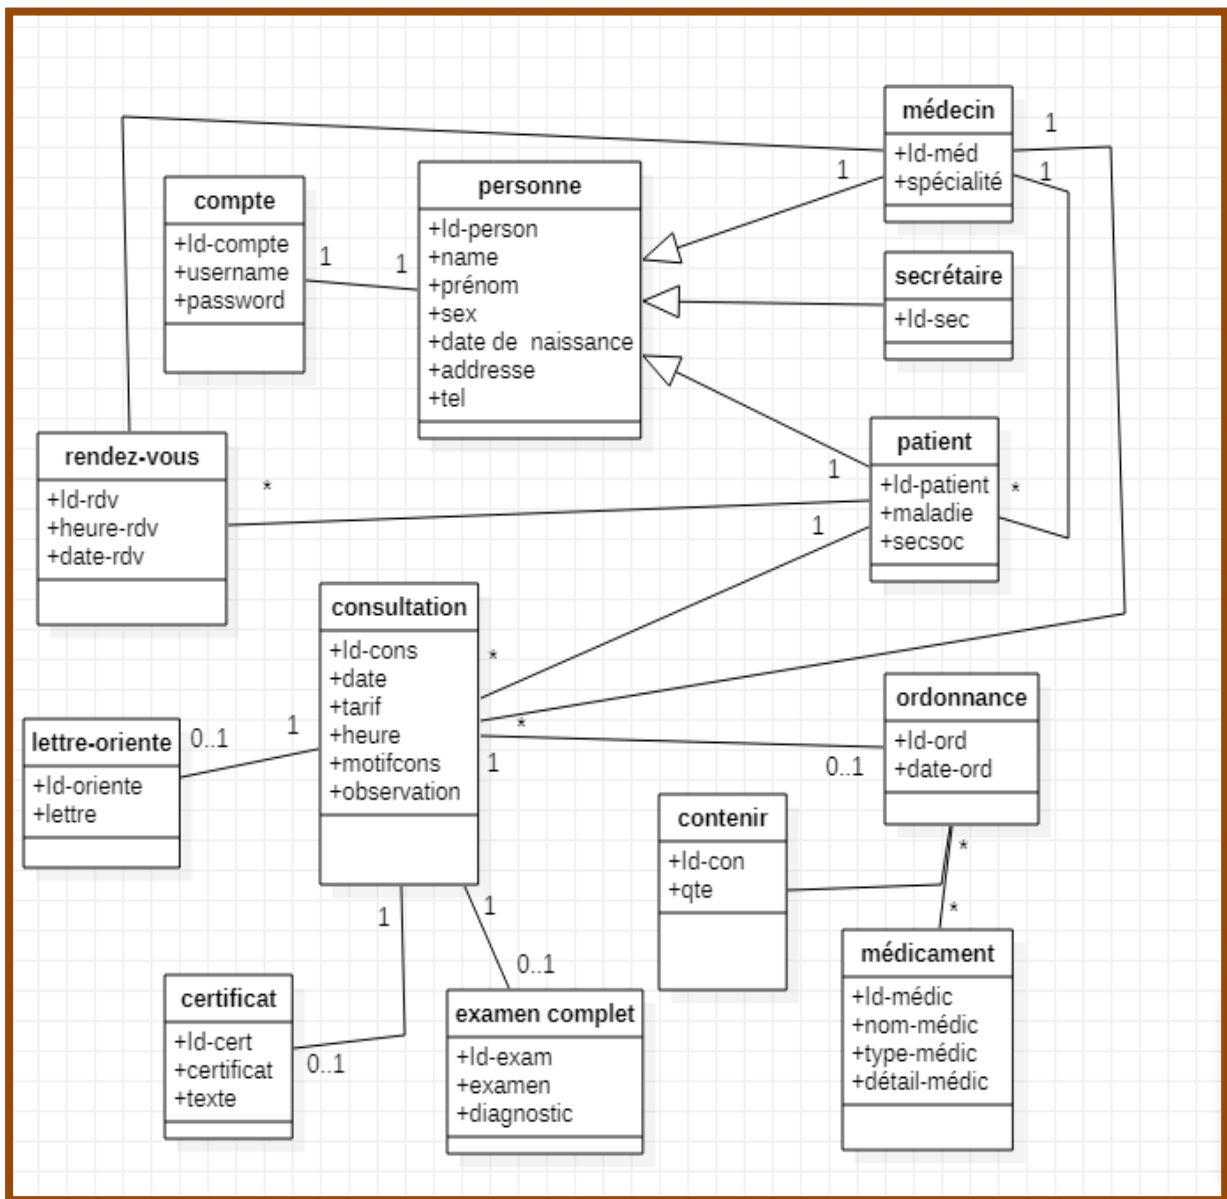 médecin
+Id-méd
+spécialité
1
1
1
personne
+Id-person
+name
+prénom
+sex
+date de  naissance
+addresse
+tel
compte
+Id-compte
+username
+password
1
1
secrétaire
+Id-sec
patient
+Id-patient
+maladie
+secsoc
1
*
1
rendez-vous
+Id-rdv
+heure-rdv
+date-rdv
*
consultation
+Id-cons
+date
+tarif
+heure
+motifcons
+observation
*
*
1
0..1
ordonnance
+Id-ord
+date-ord
lettre-oriente
+Id-oriente
+lettre
0..1
1
contenir
+Id-con
+qte
*
*
médicament
+Id-médic
+nom-médic
+type-médic
+détail-médic
1
1
0..1
0..1
certificat
+Id-cert
+certificat
+texte
examen complet
+Id-exam
+examen
+diagnostic